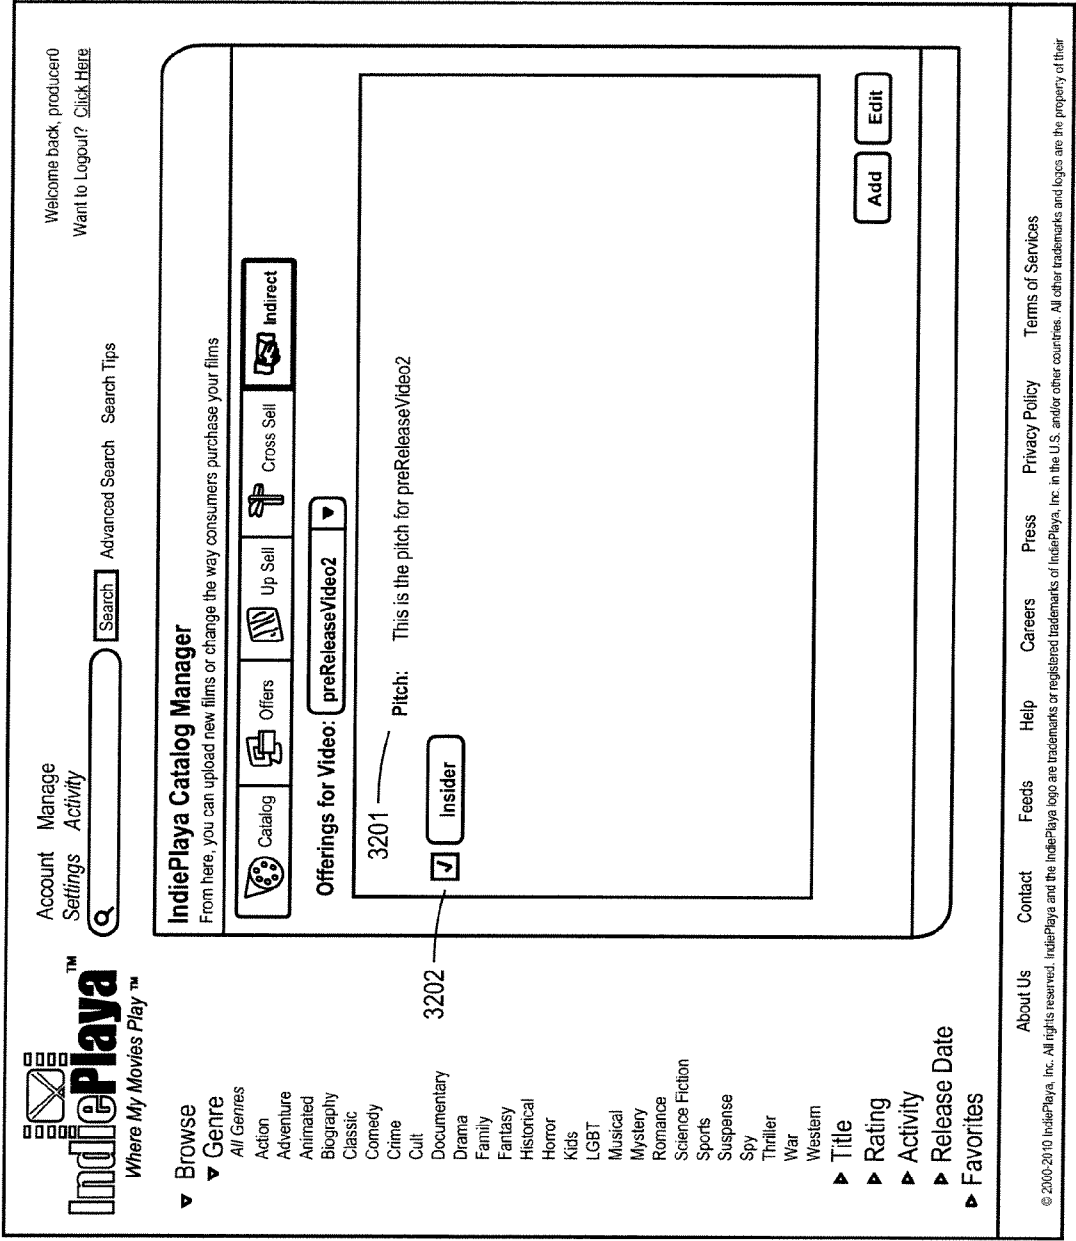 IndiePlaya™
Where My Movies Play ™
Account Manage
Settings Activity
Search Advanced Search Search Tips
Welcome back, producer0
Want to Logout? Click Here
▼ Browse
▼ Genre
All Genres
Action
Adventure
Animated
Biography
Classic
Comedy
Crime
Cult
Documentary
Drama
Family
Fantasy
Historical
Horror
Kids
LGBT
Musical
Mystery
Romance
Science Fiction
Sports
Suspense
Spy
Thriller
War
Western
▶ Title
▶ Rating
▶ Activity
▶ Release Date
▶ Favorites
IndiePlaya Catalog Manager
From here, you can upload new films or change the way consumers purchase your films
Catalog Offers Up Sell Cross Sell Indirect
Offerings for Video: preReleaseVideo2 ▼
3201
Pitch: This is the pitch for preReleaseVideo2
3202
Insider
Add Edit
About Us Contact Feeds Help Careers Press Privacy Policy Terms of Services
© 2000-2010 IndiePlaya, Inc. All rights reserved. IndiePlaya and the IndiePlaya logo are trademarks or registered trademarks of IndiePlaya, Inc. in the U.S. and/or other countries. All other trademarks and logos are the property of their